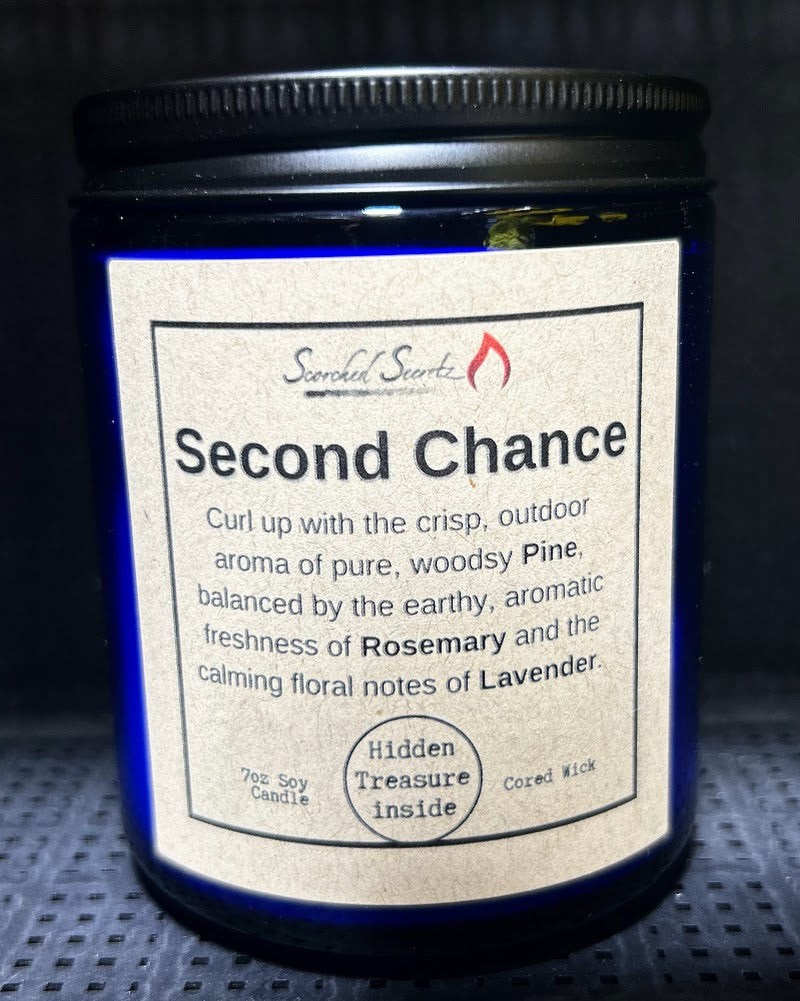 Scorched Secretz
Second Chance
Curl up with the crisp, outdoor
aroma of pure, woodsy Pine,
balanced by the earthy, aromatic
freshness of Rosemary and the
calming floral notes of Lavender.
7oz Soy
Candle
Hidden
Treasure
inside
Cored Wick